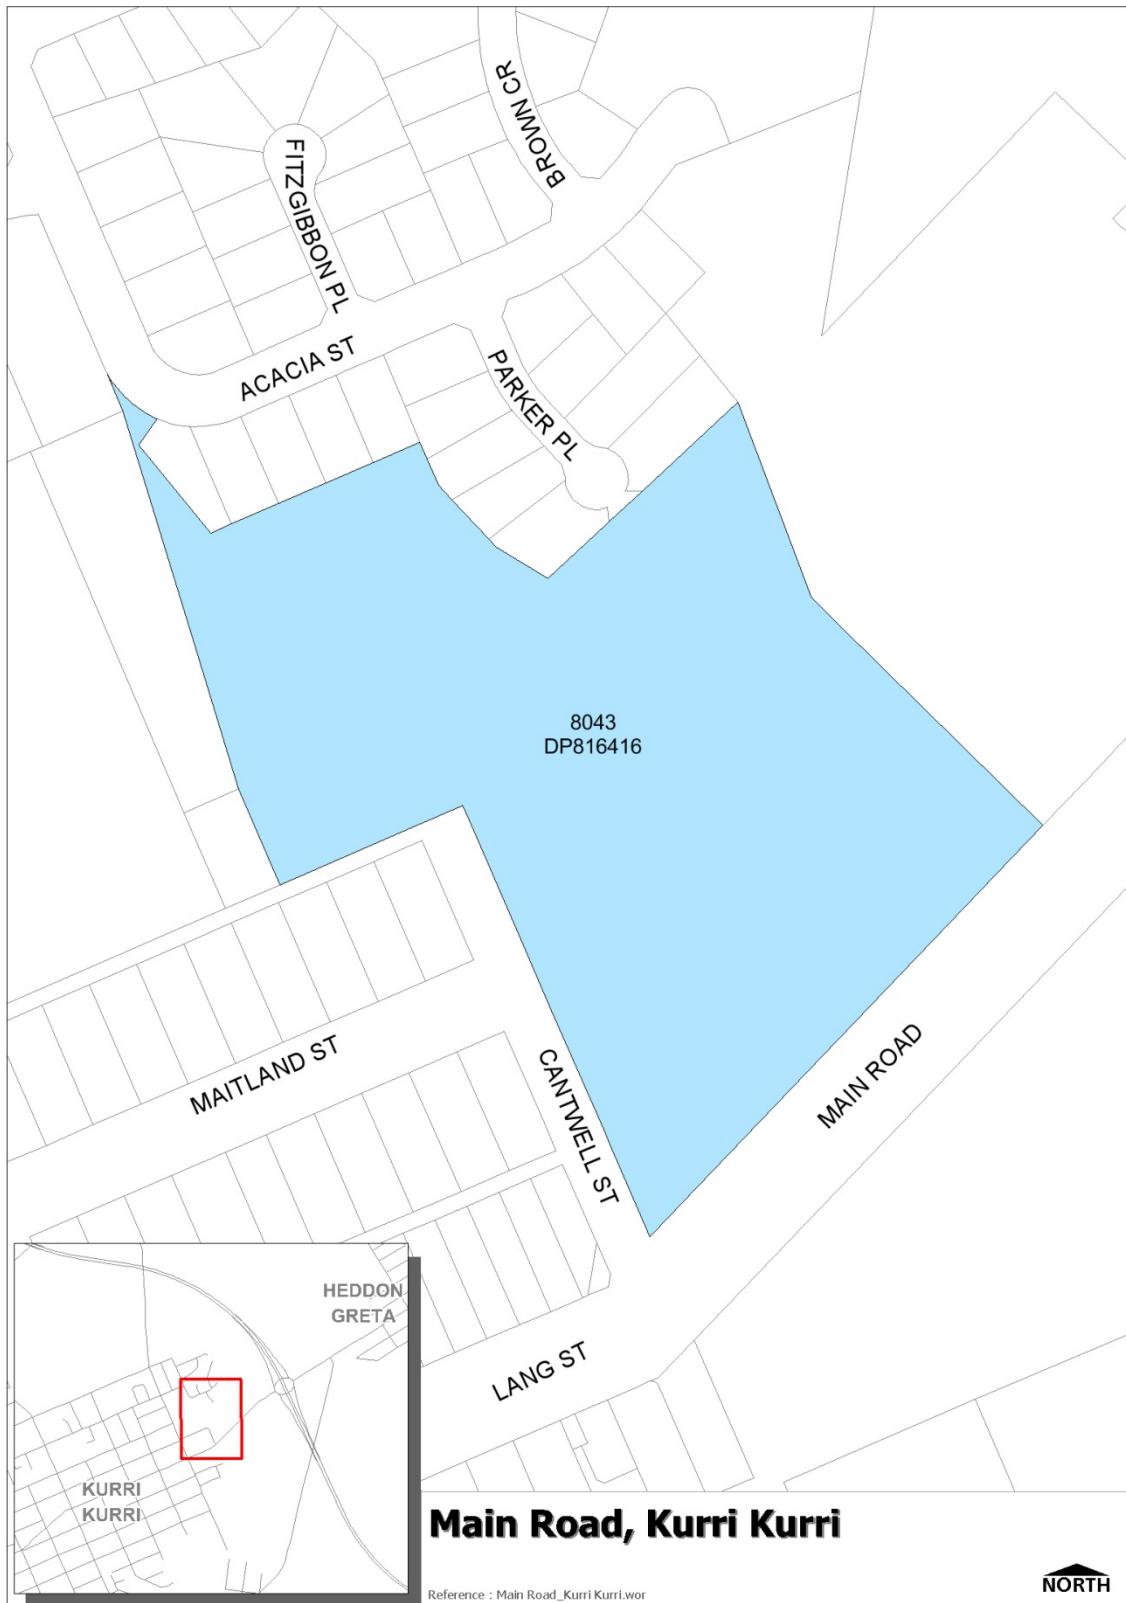 BROWN CR
FITZGIBBON PL
ACACIA ST
PARKER PL
8043
DP816416
MAIN ROAD
MAITLAND ST
CANTWELL ST
LANG ST
HEDDON
GRETA
KURRI
KURRI
Main Road, Kurri Kurri
Reference : Main Road_Kurri Kurri.wor
NORTH